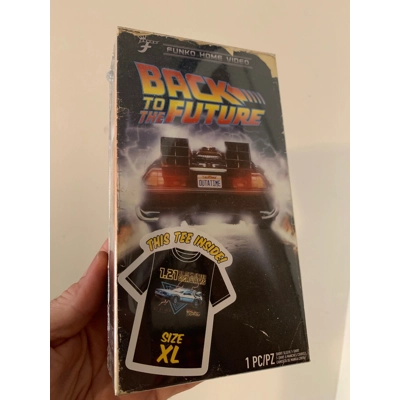 FUNKO HOME VIDEO
BACK
TO
THE FUTURE
OUTATIME
THIS TEE INSIDE!
1.21
SIZE
XL
1 PC/PZ